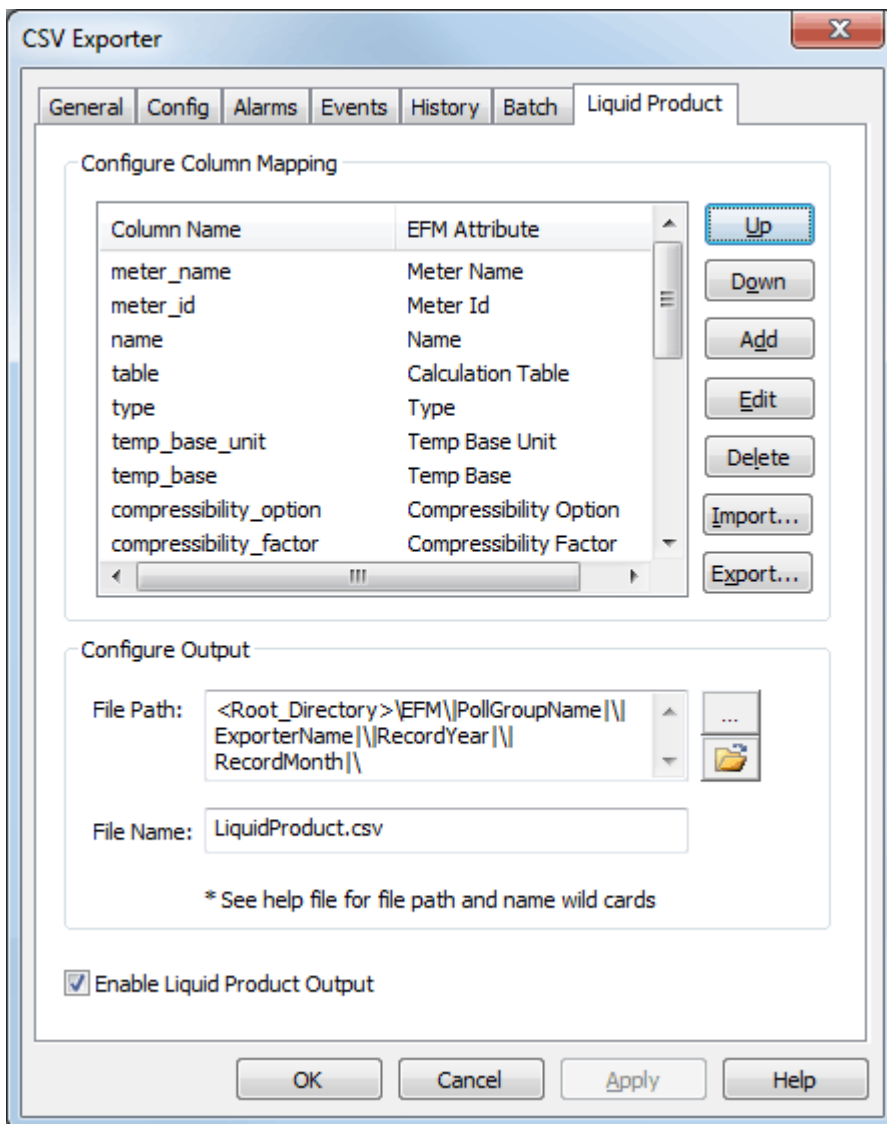 CSV Exporter
General Config Alarms Events History Batch Liquid Product
Configure Column Mapping
Column Name EFM Attribute
meter_name Meter Name
meter_id Meter Id
name Name
table Calculation Table
type Type
temp_base_unit Temp Base Unit
temp_base Temp Base
compressibility_option Compressibility Option
compressibility_factor Compressibility Factor
Up
Down
Add
Edit
Delete
Import...
Export...
Configure Output
File Path: <Root_Directory>\EFM\|PollGroupName|\|
ExporterName|\|RecordYear|\|
RecordMonth|\
...
File Name: LiquidProduct.csv
* See help file for file path and name wild cards
Enable Liquid Product Output
OK Cancel Apply Help